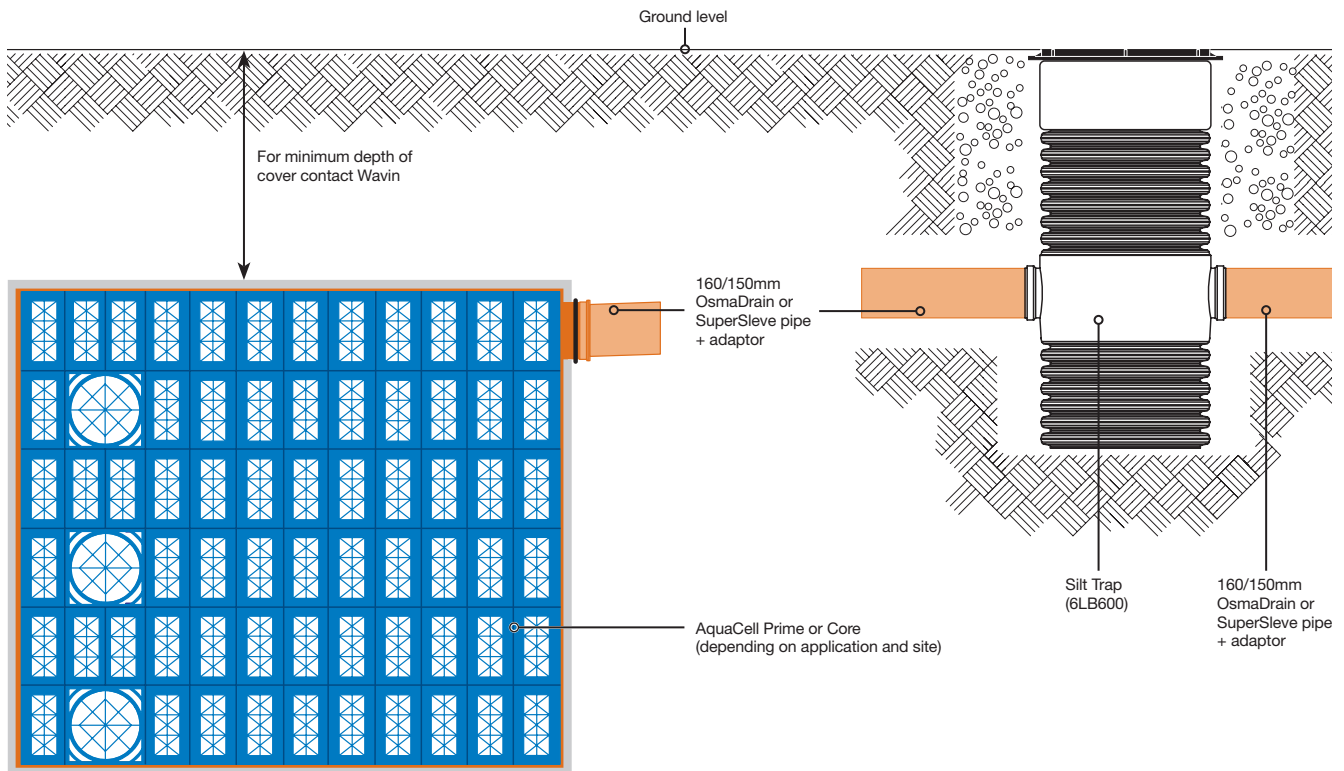 Ground level
For minimum depth of
cover contact Wavin
160/150mm
OsmaDrain or
SuperSleve pipe
+ adaptor
AquaCell Prime or Core
(depending on application and site)
Silt Trap
(6LB600)
160/150mm
OsmaDrain or
SuperSleve pipe
+ adaptor